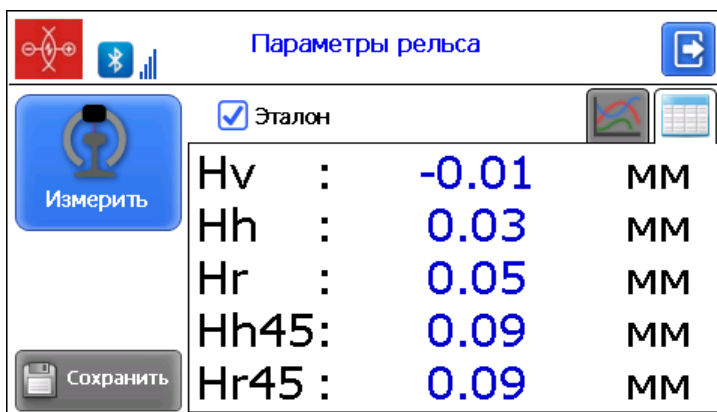 Параметры рельса
Эталон
Измерить
Hv : -0.01 мм
Hh : 0.03 мм
Hr : 0.05 мм
Hh45: 0.09 мм
Hr45 : 0.09 мм
Сохранить